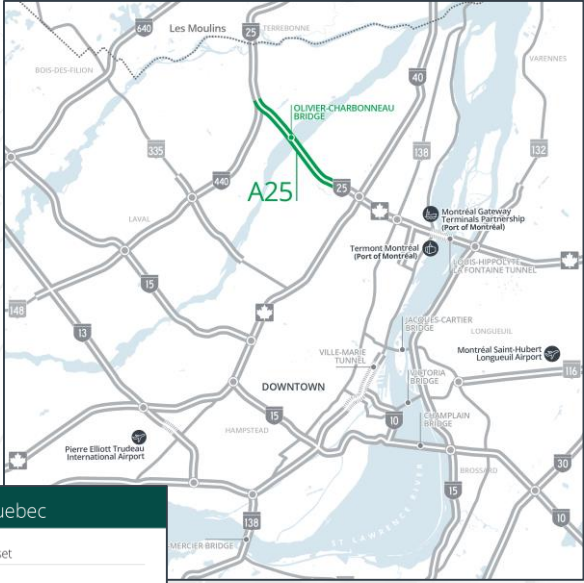 640
Les Moulins
25
TERREBONNE
VARENNES
BOIS-DES-FILION
40
OLIVIER-CHARBONNEAU
BRIDGE
335
138
132
440
A25
25
LAVAL
Montréal Gateway
Terminals Partnership
(Port of Montréal)
Termont Montréal
(Port of Montréal)
LOUIS-HIPPOLYTE
LA FONTAINE TUNNEL
15
148
13
JACQUES-CARTIER
BRIDGE
LONGUEUIL
VILLE-MARIE
TUNNEL
Montréal Saint-Hubert
Longueuil Airport
116
DOWNTOWN
VICTORIA
BRIDGE
15
10
CHAMPLAIN
BRIDGE
HAMPSTEAD
Pierre Elliott Trudeau
International Airport
30
BROSSARD
15
10
138
MERCIER BRIDGE
ST LAWRENCE RIVER
uebec
set